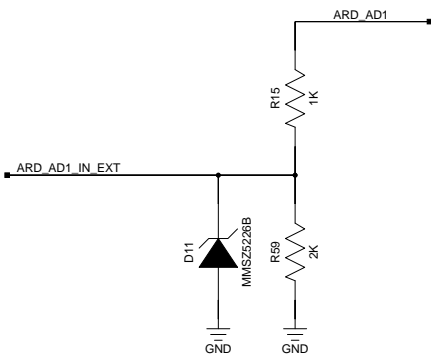 ARD_AD1
R15
1K
ARD_AD1_IN_EXT
D11
MMSZ5226B
R59
2K
GND
GND